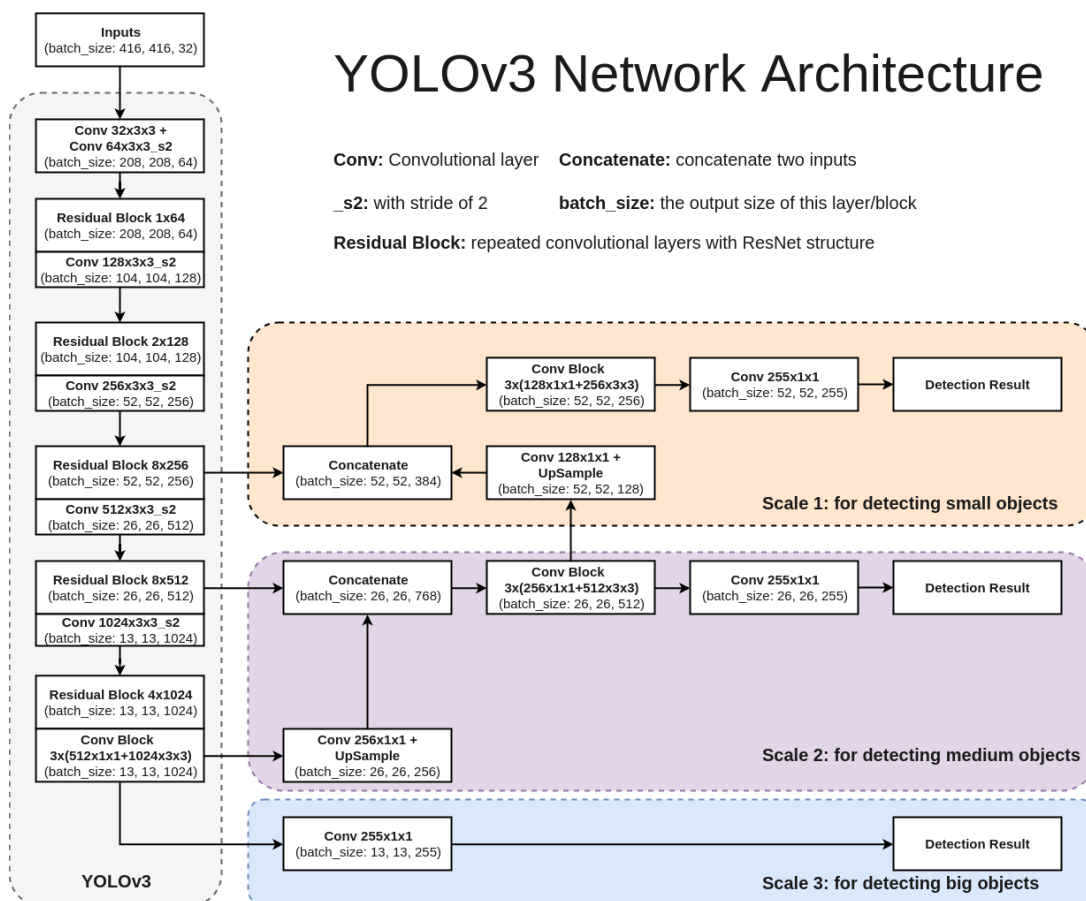 Inputs
(batch_size: 416, 416, 32)
YOLOv3 Network Architecture
Conv: Convolutional layer
Concatenate: concatenate two inputs
_s2: with stride of 2
batch_size: the output size of this layer/block
Residual Block: repeated convolutional layers with ResNet structure
Conv 32x3x3 +
Conv 64x3x3_s2
(batch_size: 208, 208, 64)
Residual Block 1x64
(batch_size: 208, 208, 64)
Conv 128x3x3_s2
(batch_size: 104, 104, 128)
Residual Block 2x128
(batch_size: 104, 104, 128)
Conv 256x3x3_s2
(batch_size: 52, 52, 256)
Residual Block 8x256
(batch_size: 52, 52, 256)
Conv 512x3x3_s2
(batch_size: 26, 26, 512)
Residual Block 8x512
(batch_size: 26, 26, 512)
Conv 1024x3x3_s2
(batch_size: 13, 13, 1024)
Residual Block 4x1024
(batch_size: 13, 13, 1024)
Conv Block
3x(512x1x1+1024x3x3)
(batch_size: 13, 13, 1024)
YOLOv3
Conv Block
3x(128x1x1+256x3x3)
(batch_size: 52, 52, 256)
Conv 255x1x1
(batch_size: 52, 52, 255)
Detection Result
Concatenate
(batch_size: 52, 52, 384)
Conv 128x1x1 +
UpSample
(batch_size: 52, 52, 128)
Scale 1: for detecting small objects
Concatenate
(batch_size: 26, 26, 768)
Conv Block
3x(256x1x1+512x3x3)
(batch_size: 26, 26, 512)
Conv 255x1x1
(batch_size: 26, 26, 255)
Detection Result
Conv 256x1x1 +
UpSample
(batch_size: 26, 26, 256)
Scale 2: for detecting medium objects
Conv 255x1x1
(batch_size: 13, 13, 255)
Detection Result
Scale 3: for detecting big objects